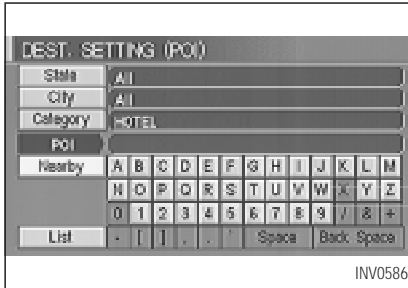 DEST. SETTING (POI)
State All
City All
Category HOTEL
POI
Nearby A B C D E F G H I J K L M
N O P Q R S T U V W X Y Z
0 1 2 3 4 5 6 7 8 9 / & +
List - [ ] , . ' Space Back Space
INV0586